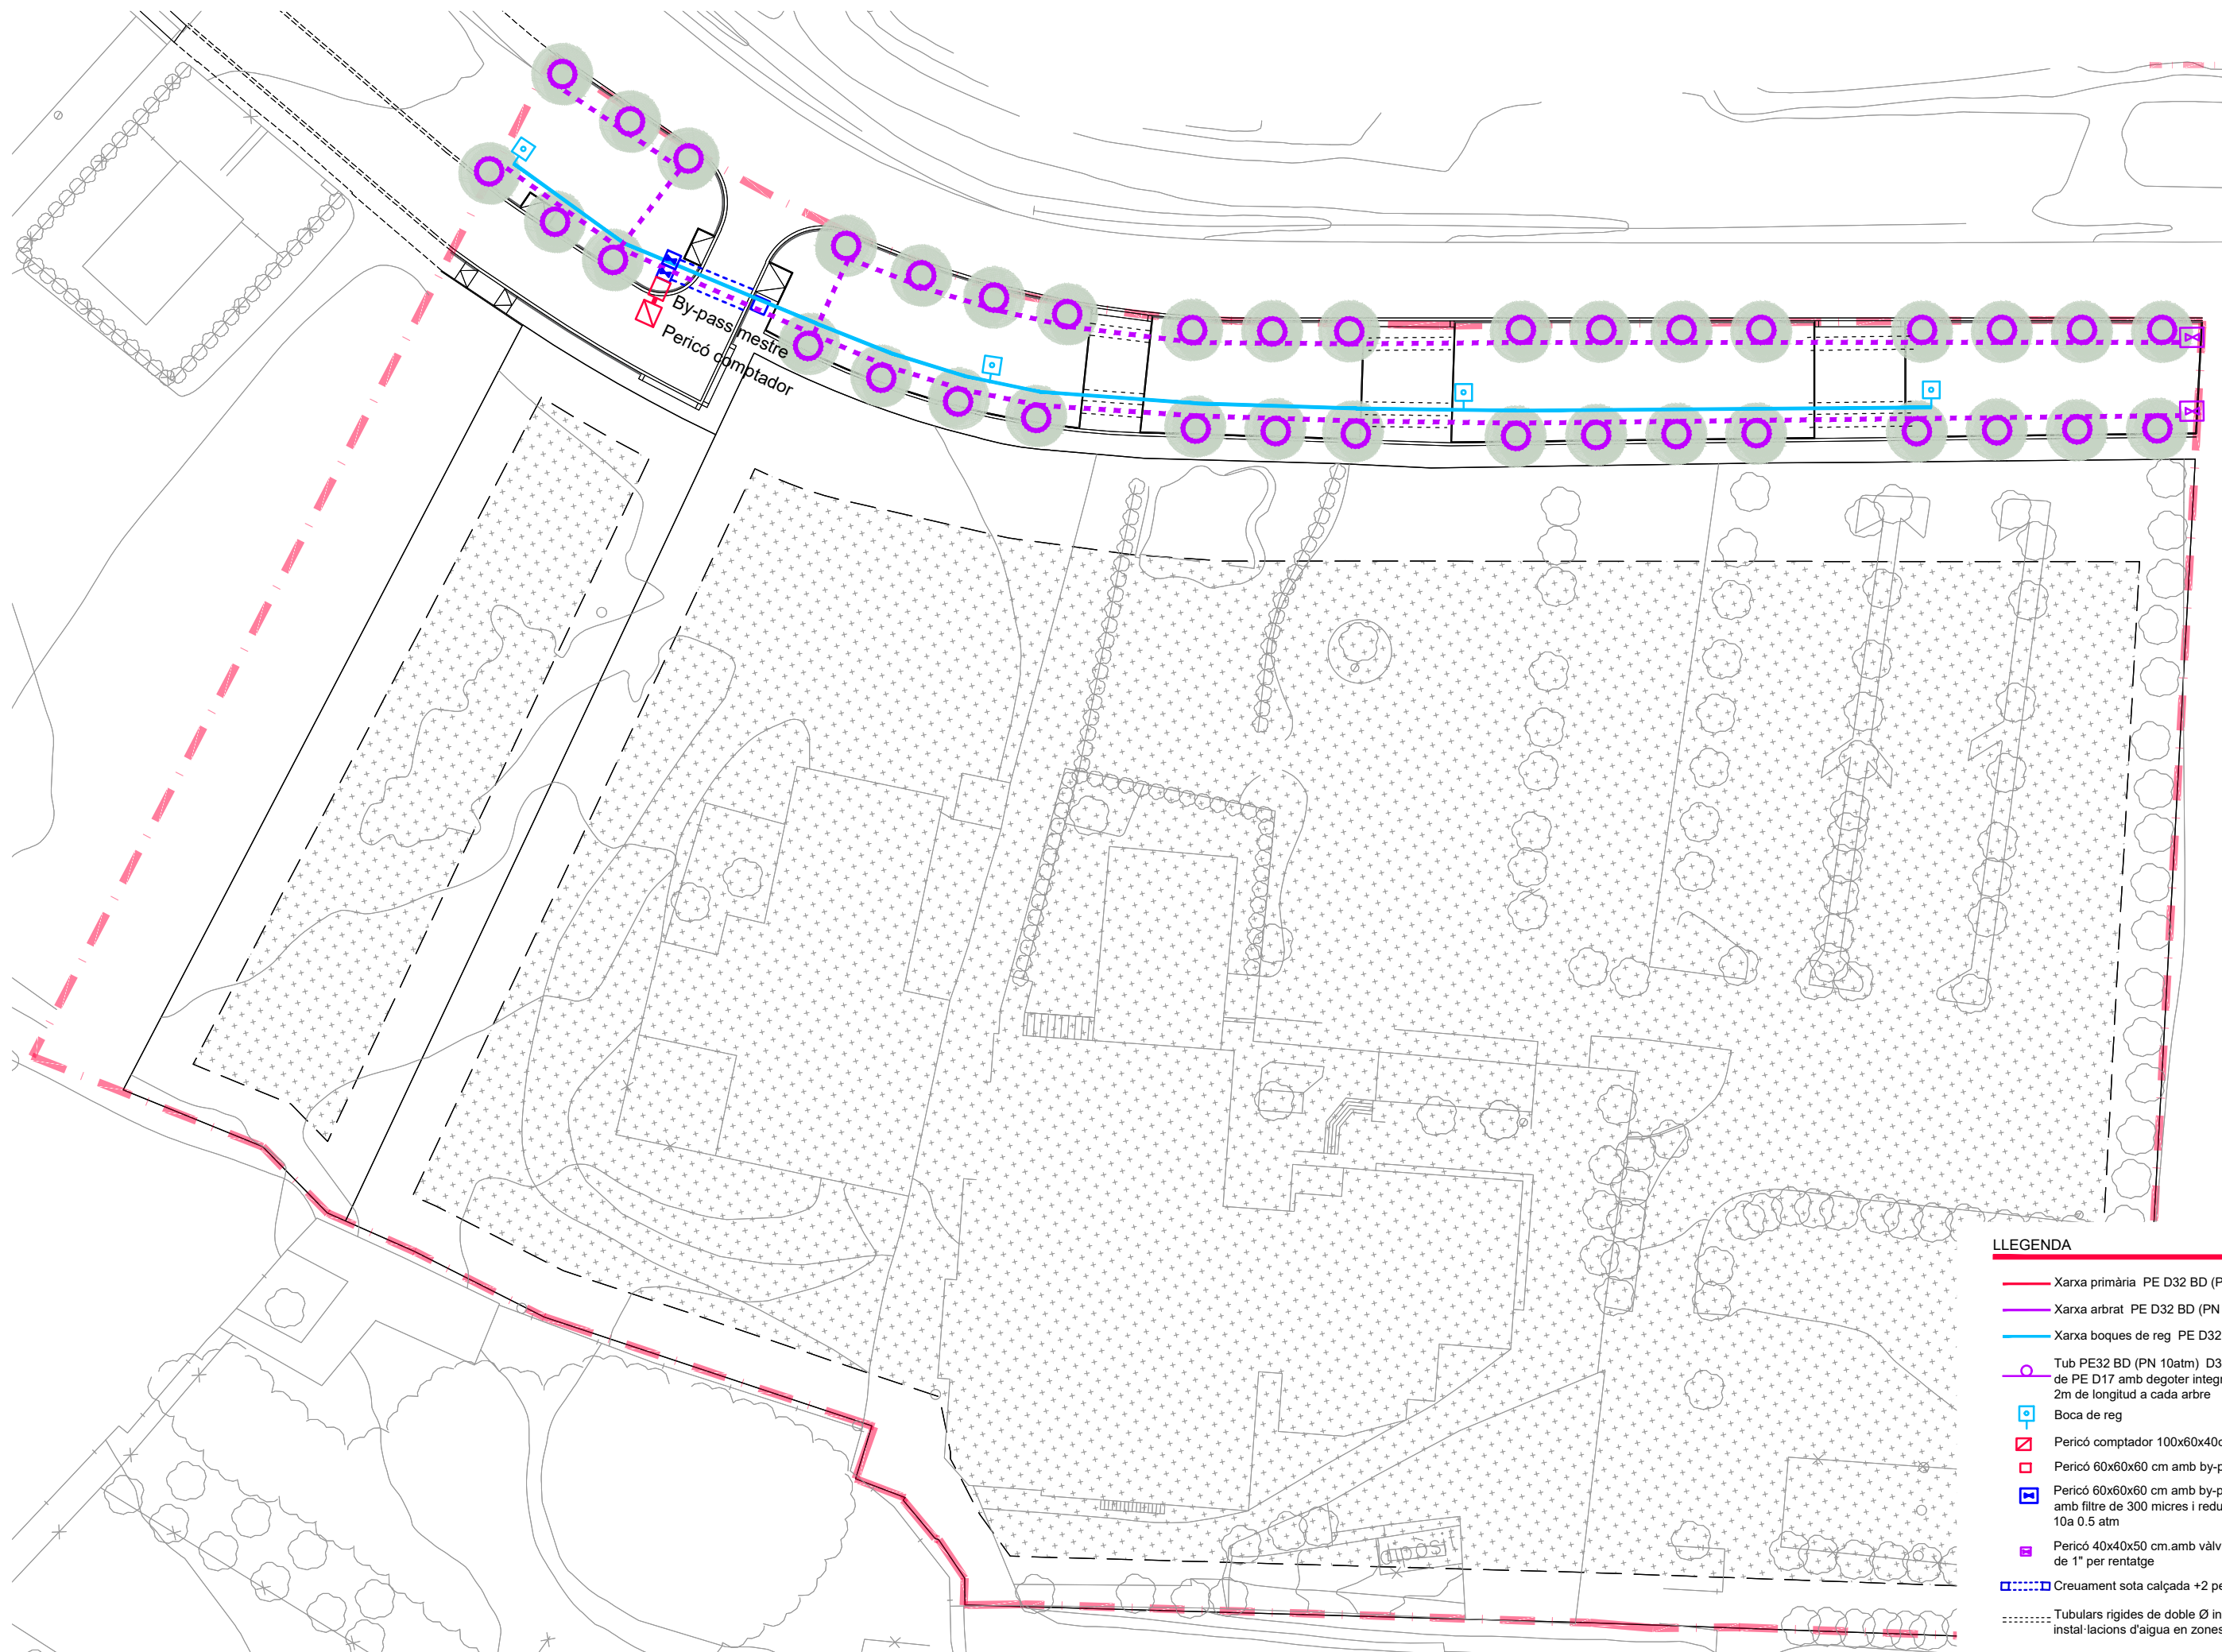 By-pass mestre
Pericó comptador
dipòsit
LLEGENDA
Xarxa primària PE D32 BD (P
Xarxa arbrat PE D32 BD (PN
Xarxa boques de reg PE D32
Tub PE32 BD (PN 10atm) D3
de PE D17 amb degoter integr
2m de longitud a cada arbre
Boca de reg
Pericó comptador 100x60x40c
Pericó 60x60x60 cm amb by-p
Pericó 60x60x60 cm amb by-p
amb filtre de 300 micres i redu
10a 0.5 atm
Pericó 40x40x50 cm.amb vàlv
de 1" per rentatge
Creuament sota calçada +2 pe
Tubulars rigides de doble Ø in
instal·lacions d'aigua en zones